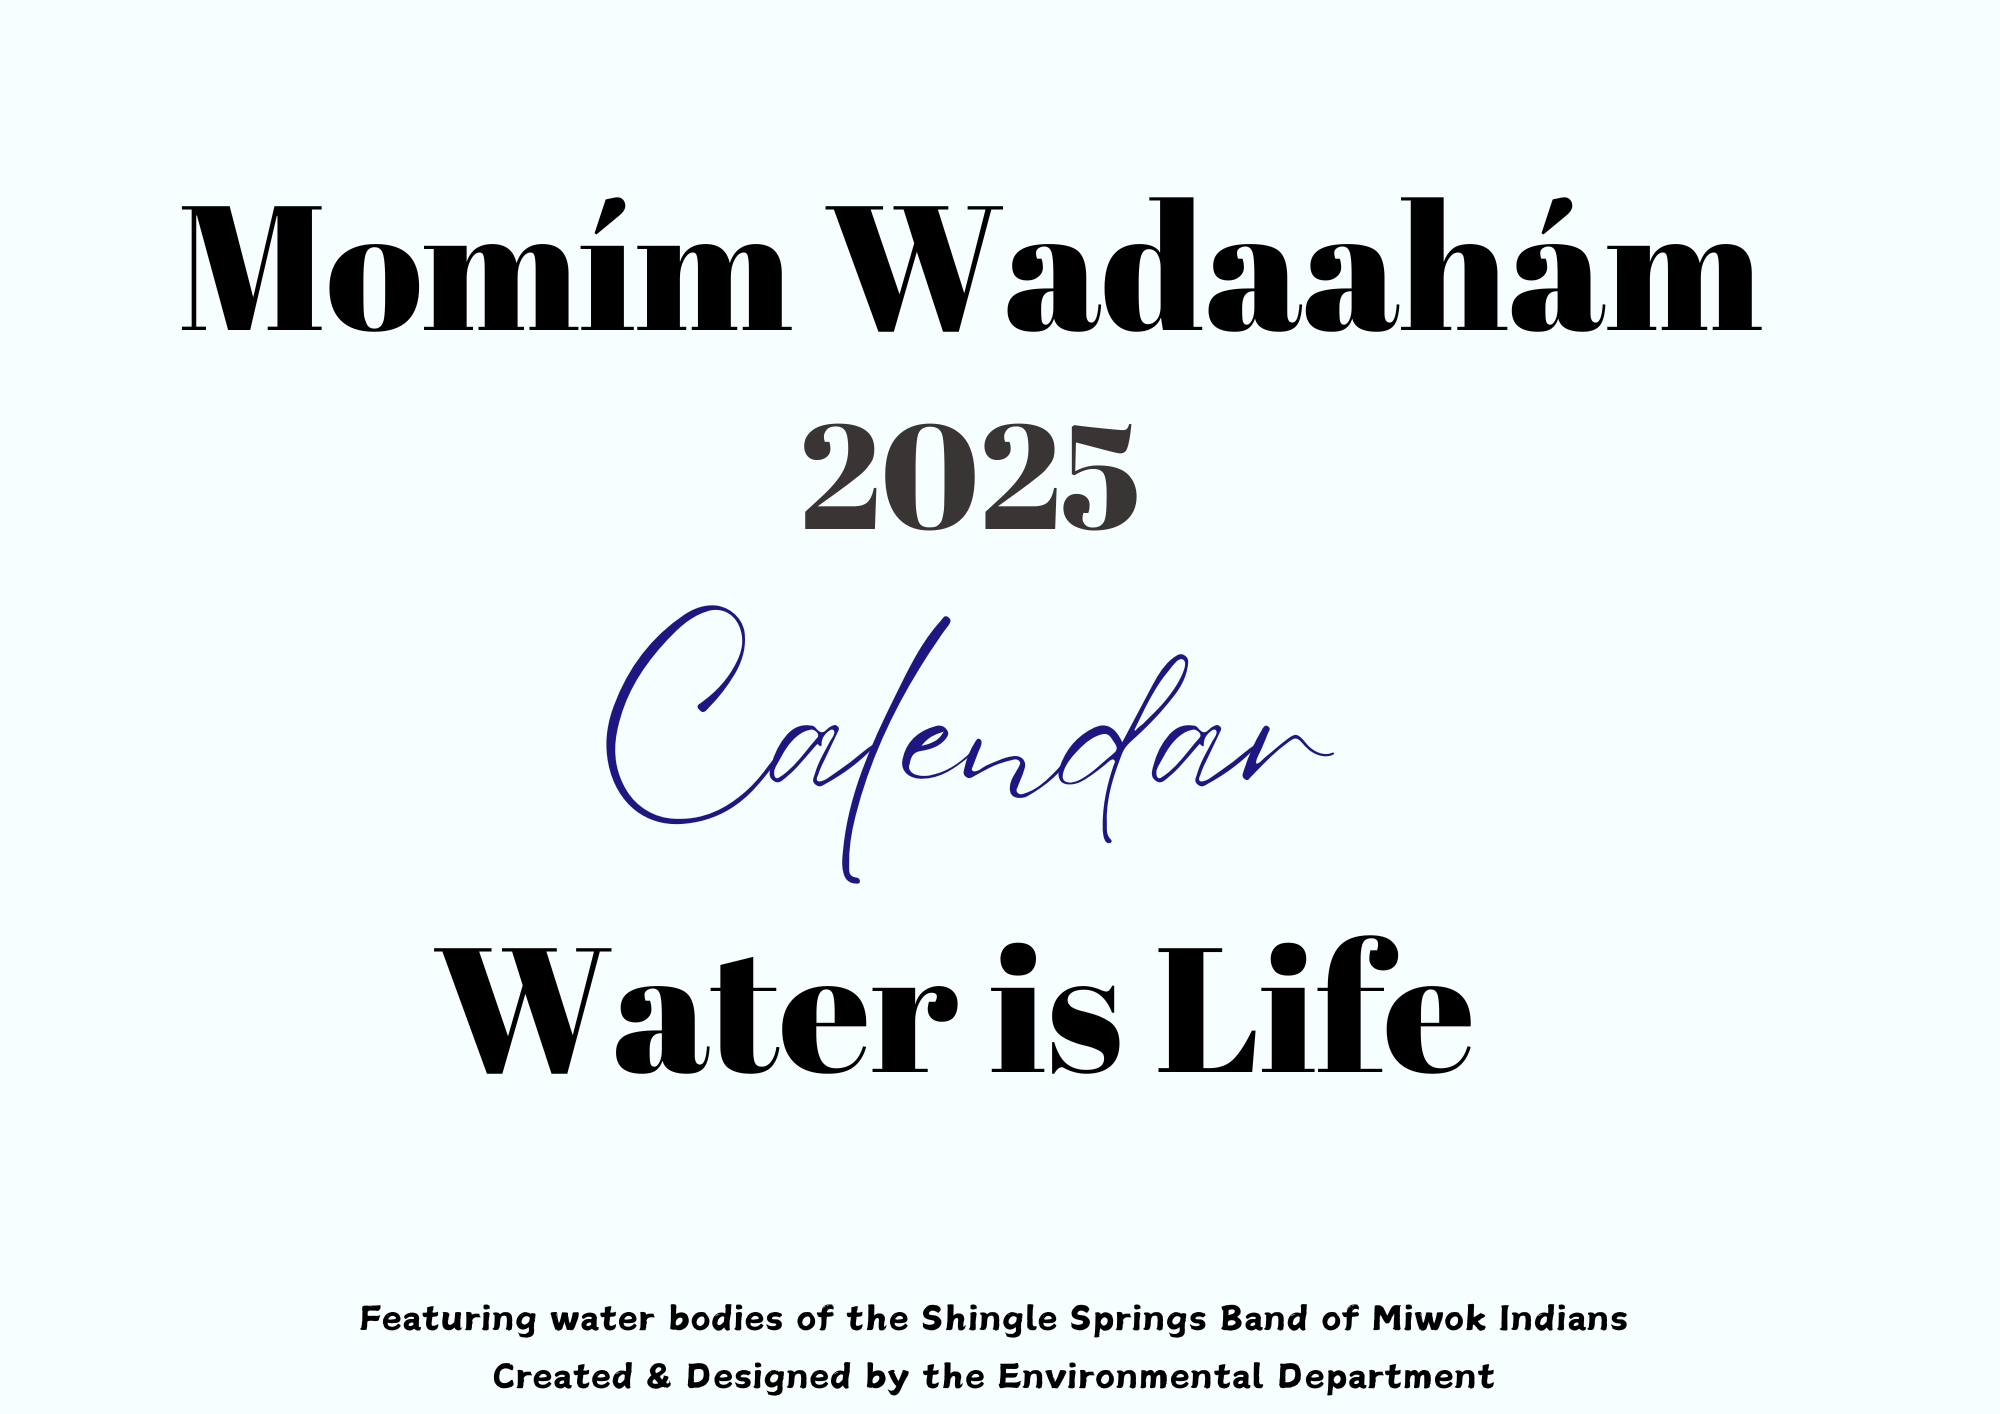 Momím Wadaahám
2025
Calendar
Water is Life
Featuring water bodies of the Shingle Springs Band of Miwok Indians
Created & Designed by the Environmental Department